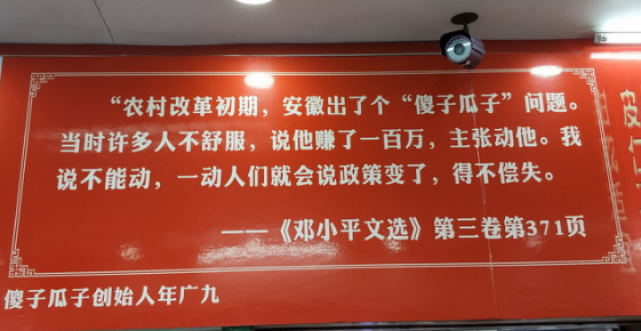 “农村改革初期，安徽出了个“傻子瓜子”问题。
当时许多人不舒服，说他赚了一百万，主张动他。我
说不能动，一动人们就会说政策变了，得不偿失。
——《邓小平文选》第三卷第371页
傻子瓜子创始人年广九